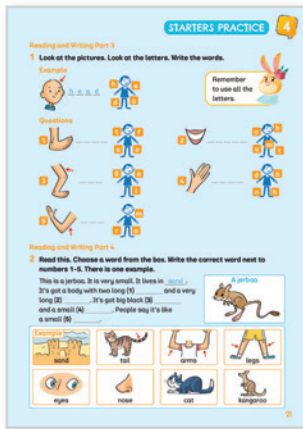 STARTERS PRACTICE 4
Reading and Writing Part 3
1 Look at the pictures. Look at the letters. Write the words.
Example
h e a d
Remember
to use all the
letters.
Questions
1
2
3
4
5
Reading and Writing Part 4
2 Read this. Choose a word from the box. Write the correct word next to
numbers 1–5. There is one example.
This is a jerboa. It is very small. It lives in sand.
It's got a body with two long (1) ________ and a very
long (2) ________. It's got big black (3) ________
and a small (4) ________. People say it's like
a small (5) ________.
A jerboa
Example
sand
tail
arms
legs
eyes
nose
cat
kangaroo